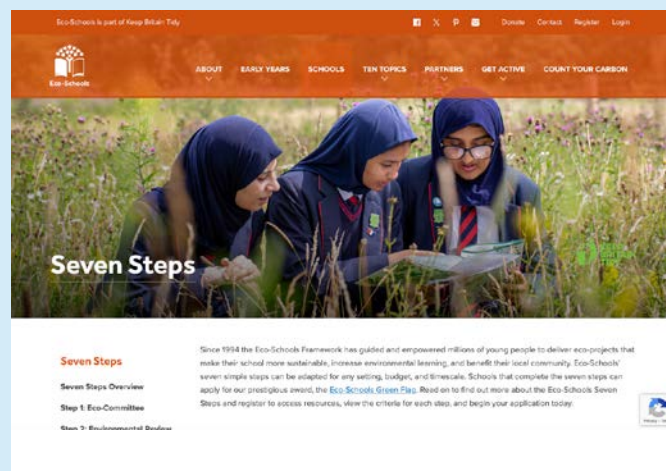 Eco-Schools is part of Keep Britain Tidy
Donate Contact Register Login
Eco-Schools
ABOUT EARLY YEARS SCHOOLS TEN TOPICS PARTNERS GET ACTIVE COUNT YOUR CARBON
Seven Steps
Since 1994 the Eco-Schools Framework has guided and empowered millions of young people to deliver eco-projects that
make their school more sustainable, increase environmental learning, and benefit their local community. Eco-Schools'
seven simple steps can be adapted for any setting, budget, and timescale. Schools that complete the seven steps can
apply for our prestigious award, the Eco-Schools Green Flag. Read on to find out more about the Eco-Schools Seven
Steps and register to access resources, view the criteria for each step, and begin your application today.
Seven Steps
Seven Steps Overview
Step 1: Eco-Committee
Step 2: Environmental Review